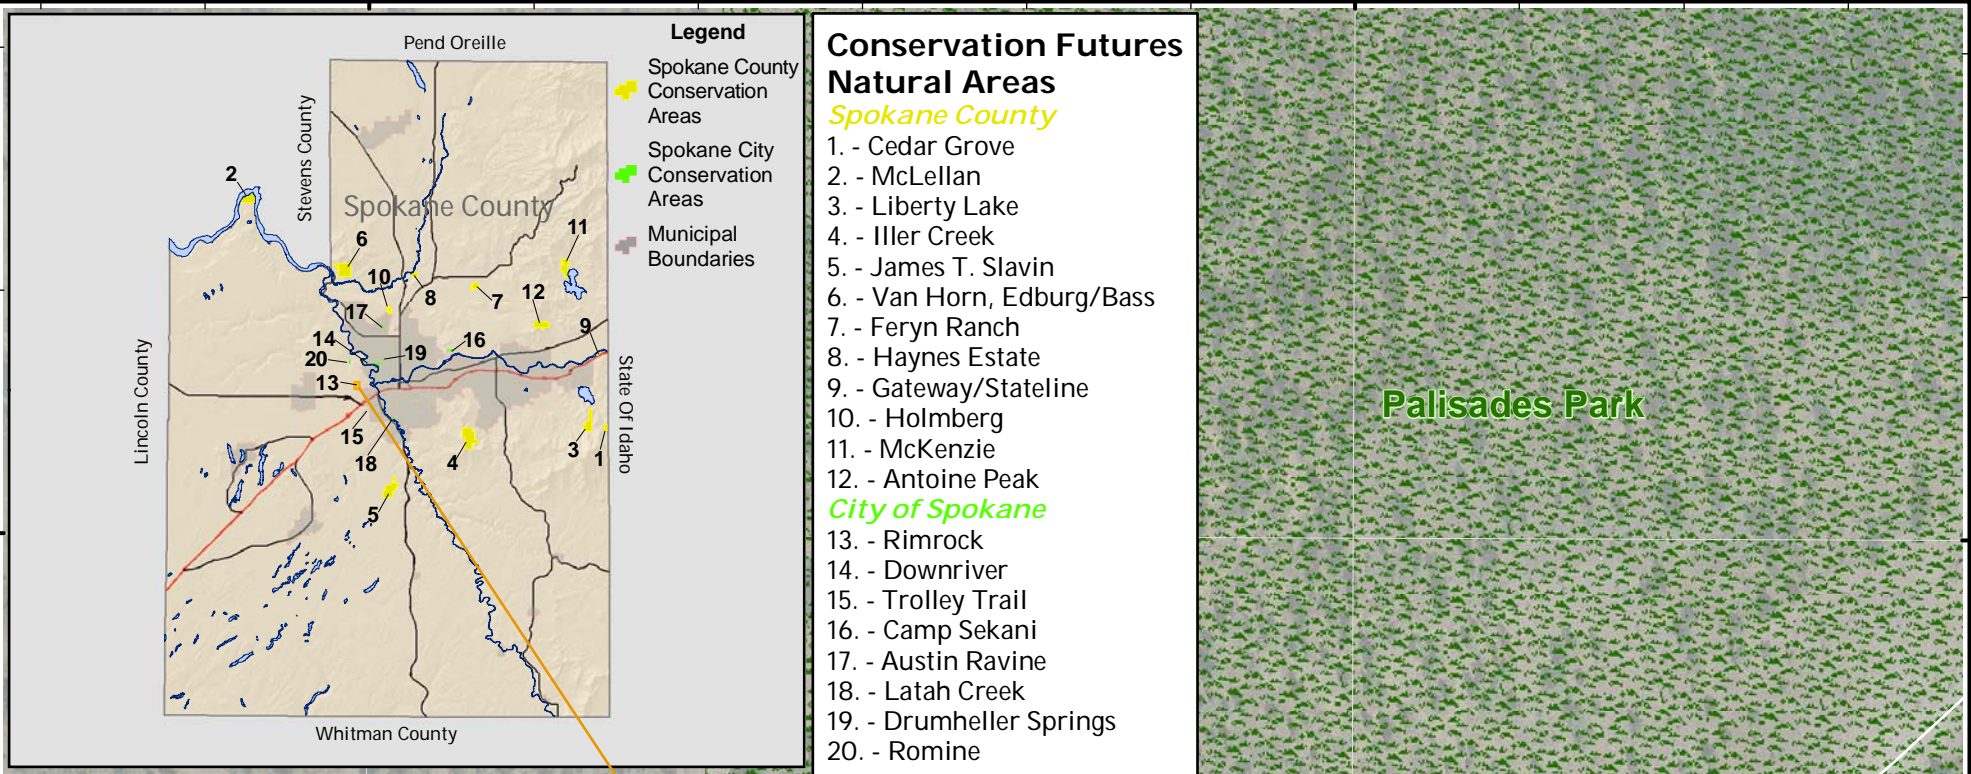 Pend Oreille
Stevens County
Spokane County
Lincoln County
State Of Idaho
Whitman County
2
6
10
11
17
8
7
12
9
14
20
19
16
13
15
18
4
3
1
5
Legend
Spokane County
Conservation
Areas
Spokane City
Conservation
Areas
Municipal
Boundaries
Conservation Futures
Natural Areas
Spokane County
1. - Cedar Grove
2. - McLellan
3. - Liberty Lake
4. - Iller Creek
5. - James T. Slavin
6. - Van Horn, Edburg/Bass
7. - Feryn Ranch
8. - Haynes Estate
9. - Gateway/Stateline
10. - Holmberg
11. - McKenzie
12. - Antoine Peak
City of Spokane
13. - Rimrock
14. - Downriver
15. - Trolley Trail
16. - Camp Sekani
17. - Austin Ravine
18. - Latah Creek
19. - Drumheller Springs
20. - Romine
Palisades Park